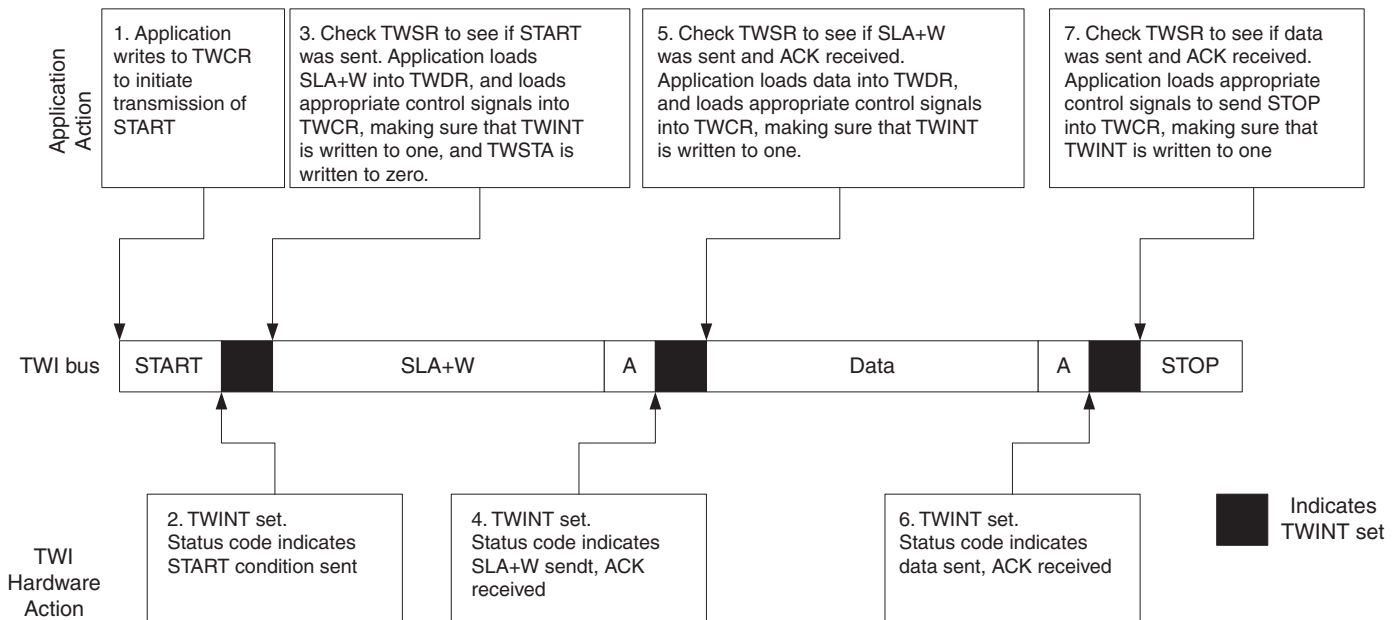 Application
Action
1. Application
writes to TWCR
to initiate
transmission of
START
3. Check TWSR to see if START
was sent. Application loads
SLA+W into TWDR, and loads
appropriate control signals into
TWCR, making sure that TWINT
is written to one, and TWSTA is
written to zero.
5. Check TWSR to see if SLA+W
was sent and ACK received.
Application loads data into TWDR,
and loads appropriate control signals
into TWCR, making sure that TWINT
is written to one.
7. Check TWSR to see if data
was sent and ACK received.
Application loads appropriate
control signals to send STOP
into TWCR, making sure that
TWINT is written to one
TWI bus
START
SLA+W
A
Data
A
STOP
TWI
Hardware
Action
2. TWINT set.
Status code indicates
START condition sent
4. TWINT set.
Status code indicates
SLA+W sendt, ACK
received
6. TWINT set.
Status code indicates
data sent, ACK received
Indicates
TWINT set